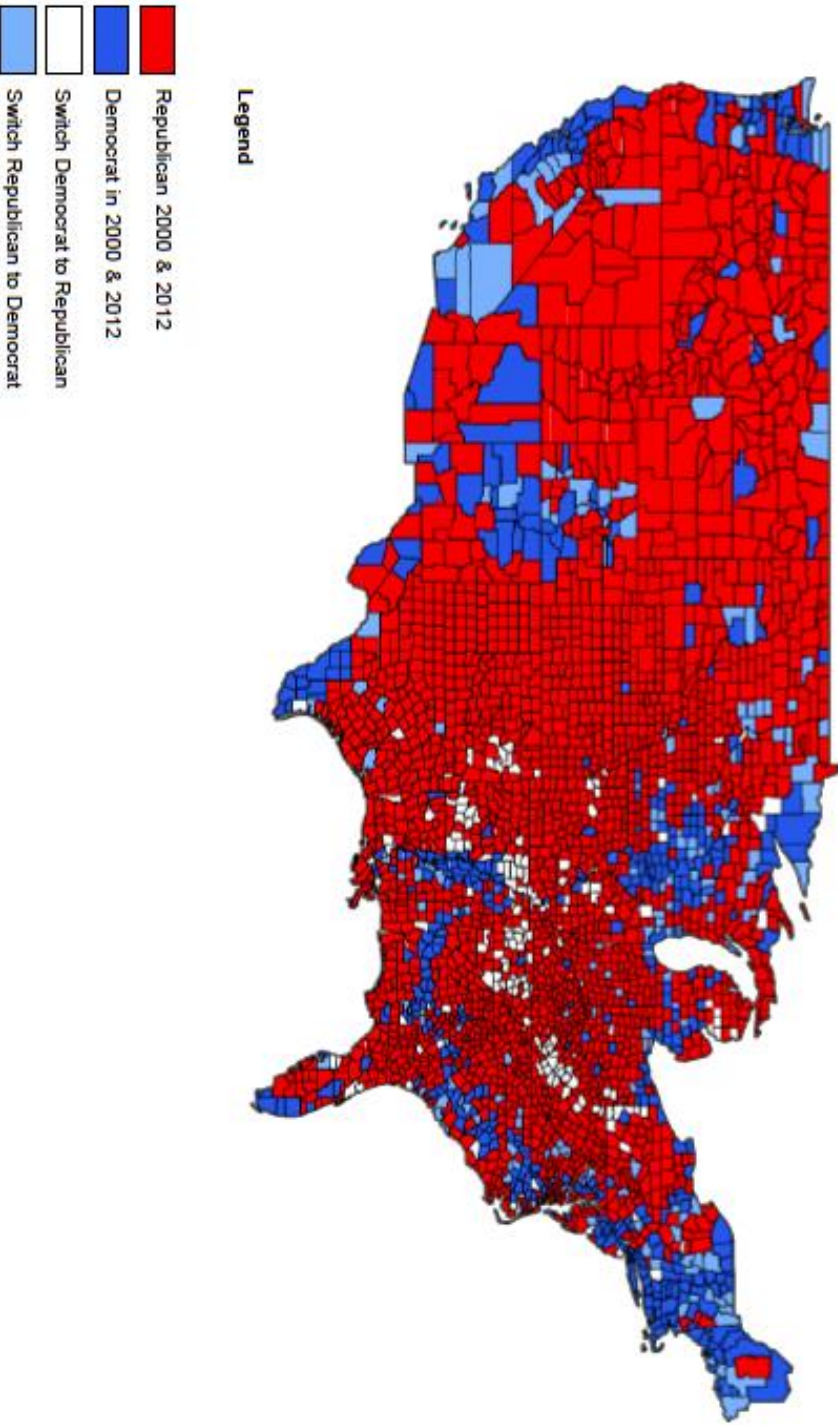 Legend
Republican 2000 & 2012
Democrat in 2000 & 2012
Switch Democrat to Republican
Switch Republican to Democrat